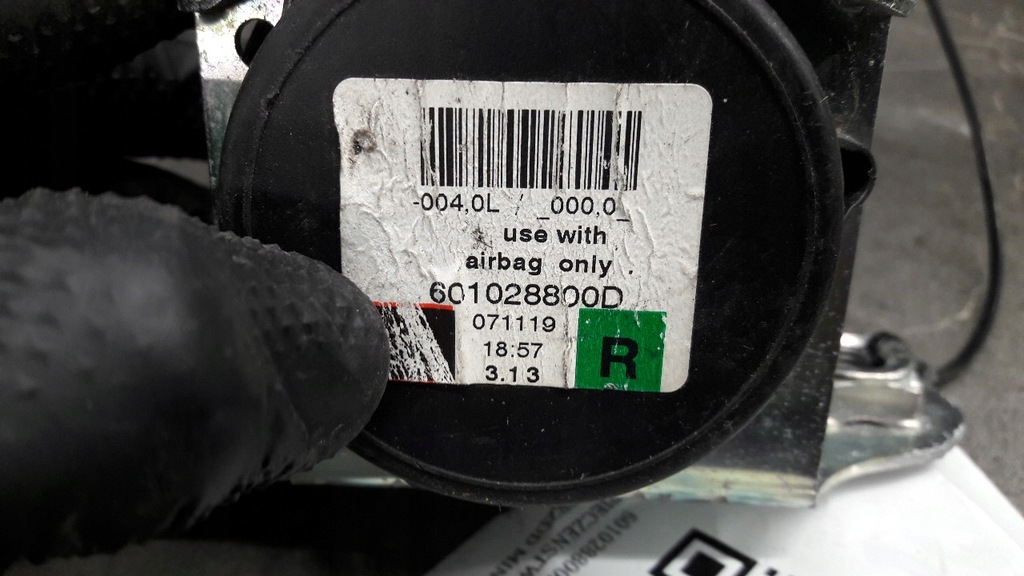 -004,0L / _000,0_
use with
airbag only .
601028800D
071119
18:57
3.13
R